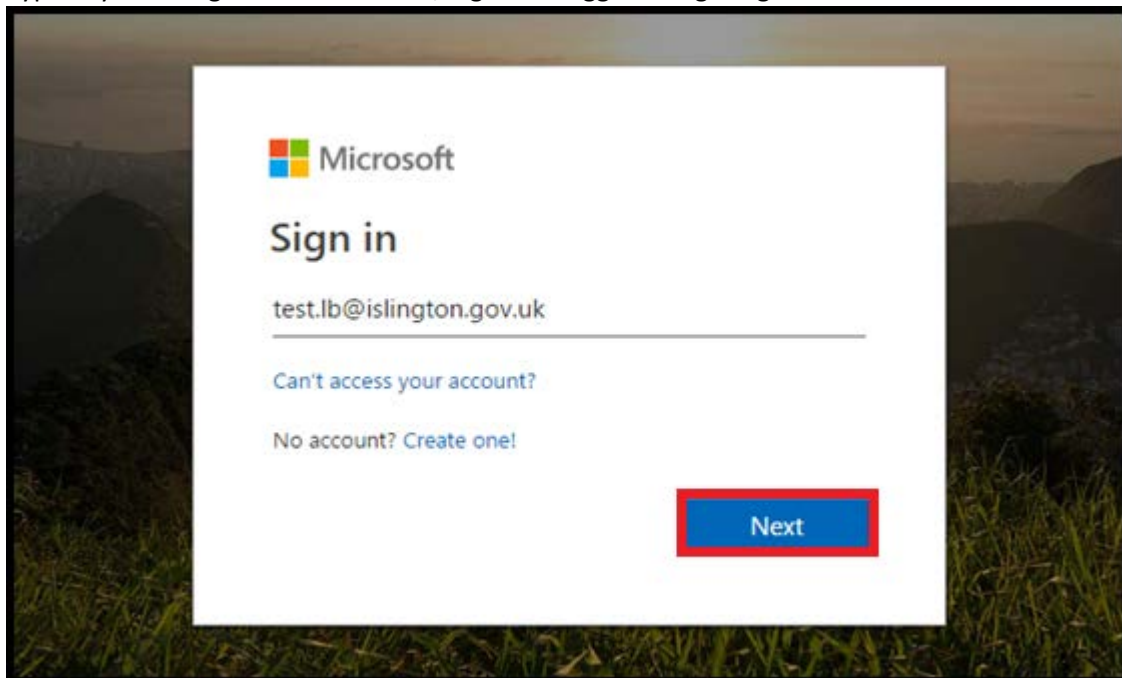 Microsoft
Sign in
test.lb@islington.gov.uk
Can't access your account?
No account? Create one!
Next